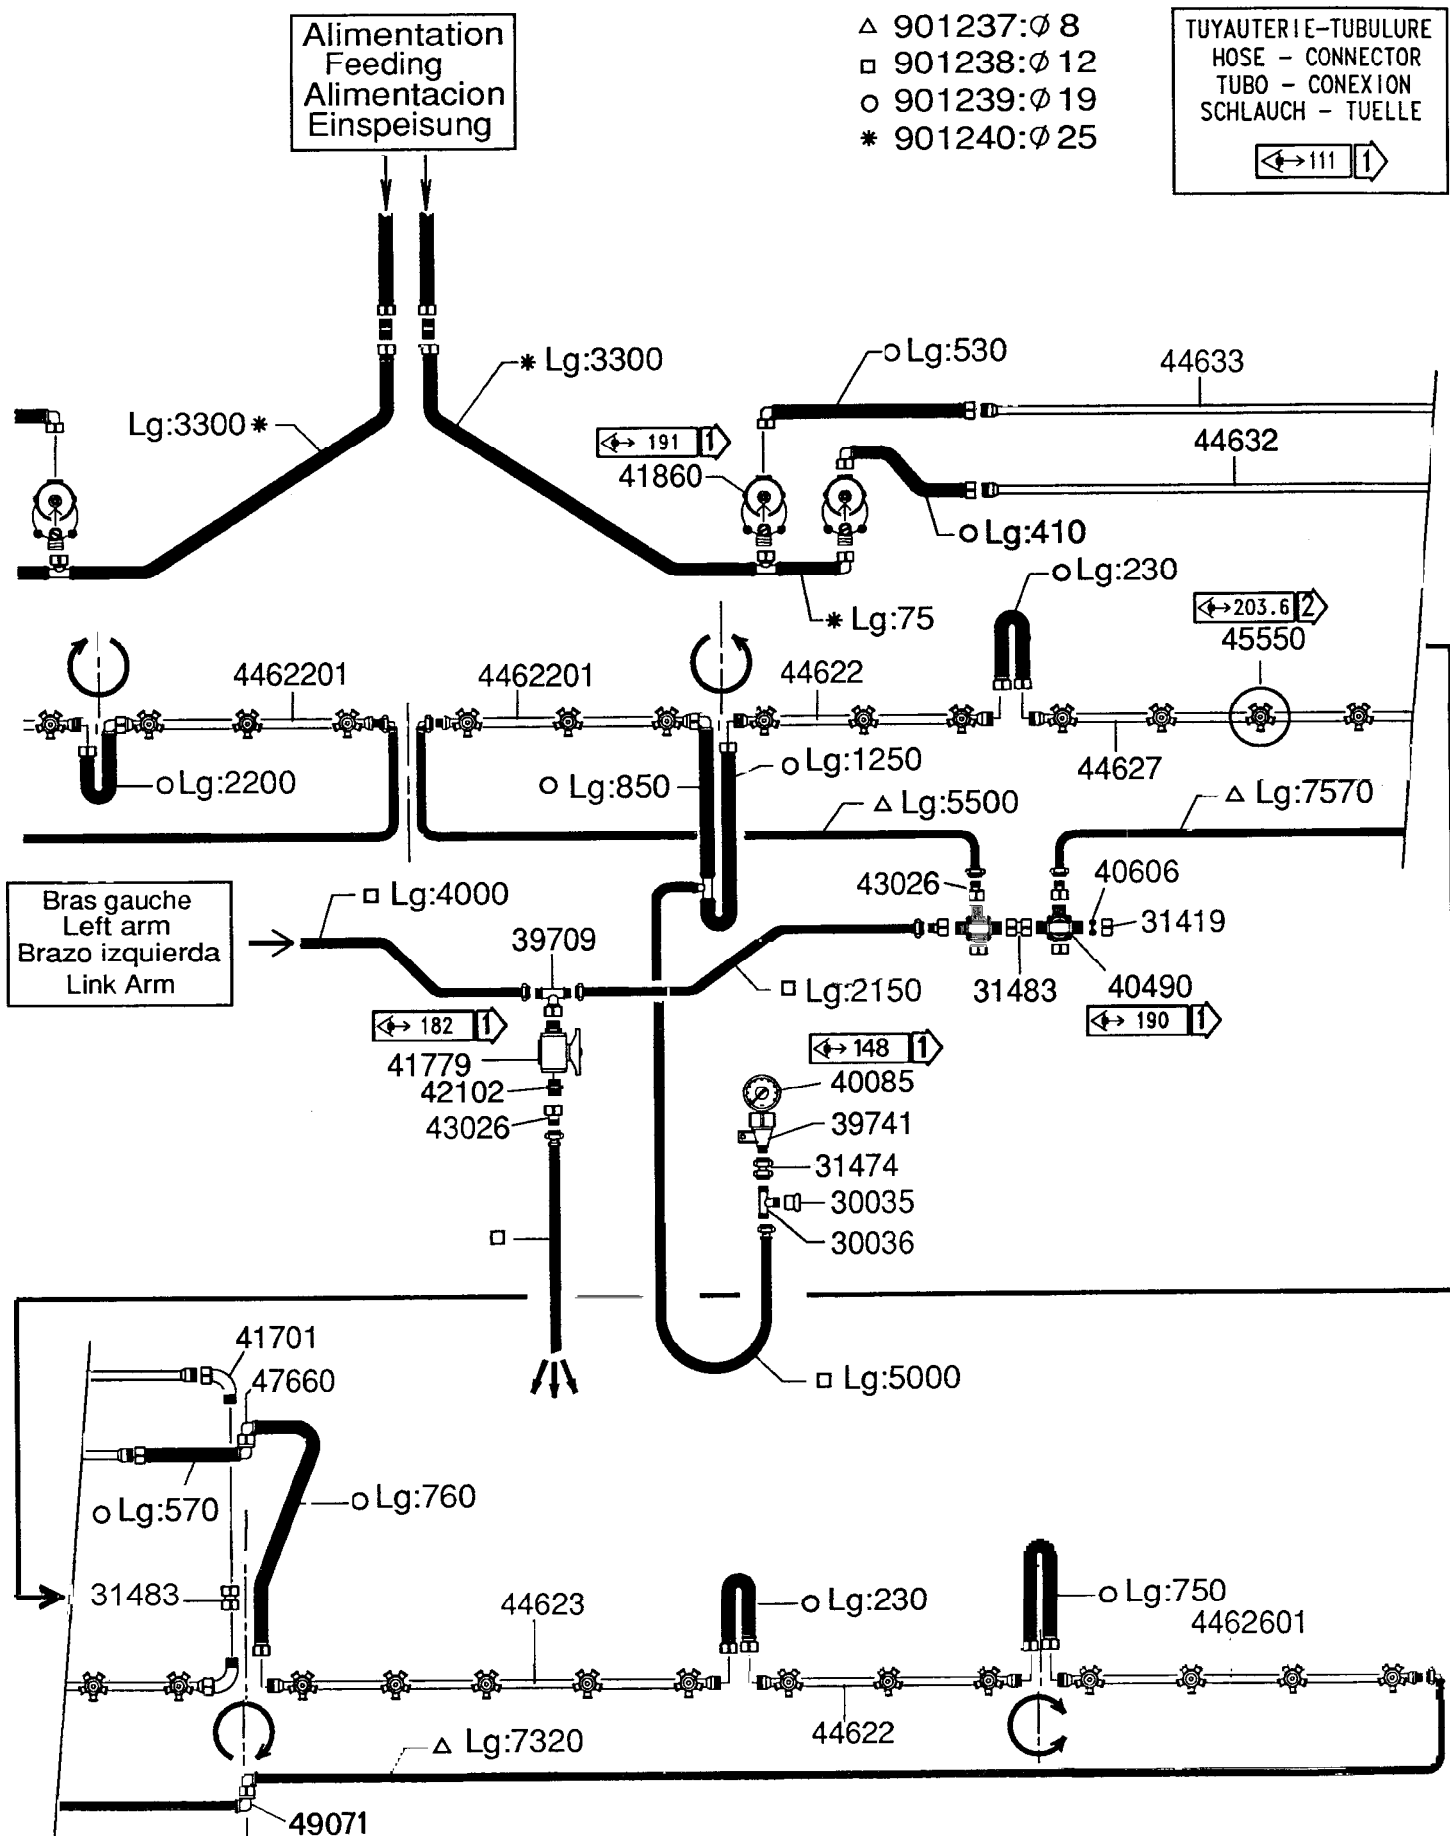 Alimentation
Feeding
Alimentacion
Einspeisung
△ 901237:∅ 8
□ 901238:∅ 12
○ 901239:∅ 19
* 901240:∅ 25
TUYAUTERIE-TUBULURE
HOSE - CONNECTOR
TUBO - CONEXION
SCHLAUCH - TUELLE
111 1
* Lg:3300
○ Lg:530
44633
Lg:3300 *
191 1
44632
41860
○ Lg:410
○ Lg:230
* Lg:75
203.6 2
45550
4462201
4462201
44622
○ Lg:2200
○ Lg:850
○ Lg:1250
44627
△ Lg:5500
△ Lg:7570
Bras gauche
Left arm
Brazo izquierda
Link Arm
□ Lg:4000
43026
40606
31419
39709
□ Lg:2150
31483
40490
190 1
182 1
41779
42102
43026
148 1
40085
39741
31474
30035
30036
□
□ Lg:5000
41701
47660
○ Lg:570
○ Lg:760
31483
44623
○ Lg:230
○ Lg:750
4462601
44622
△ Lg:7320
49071